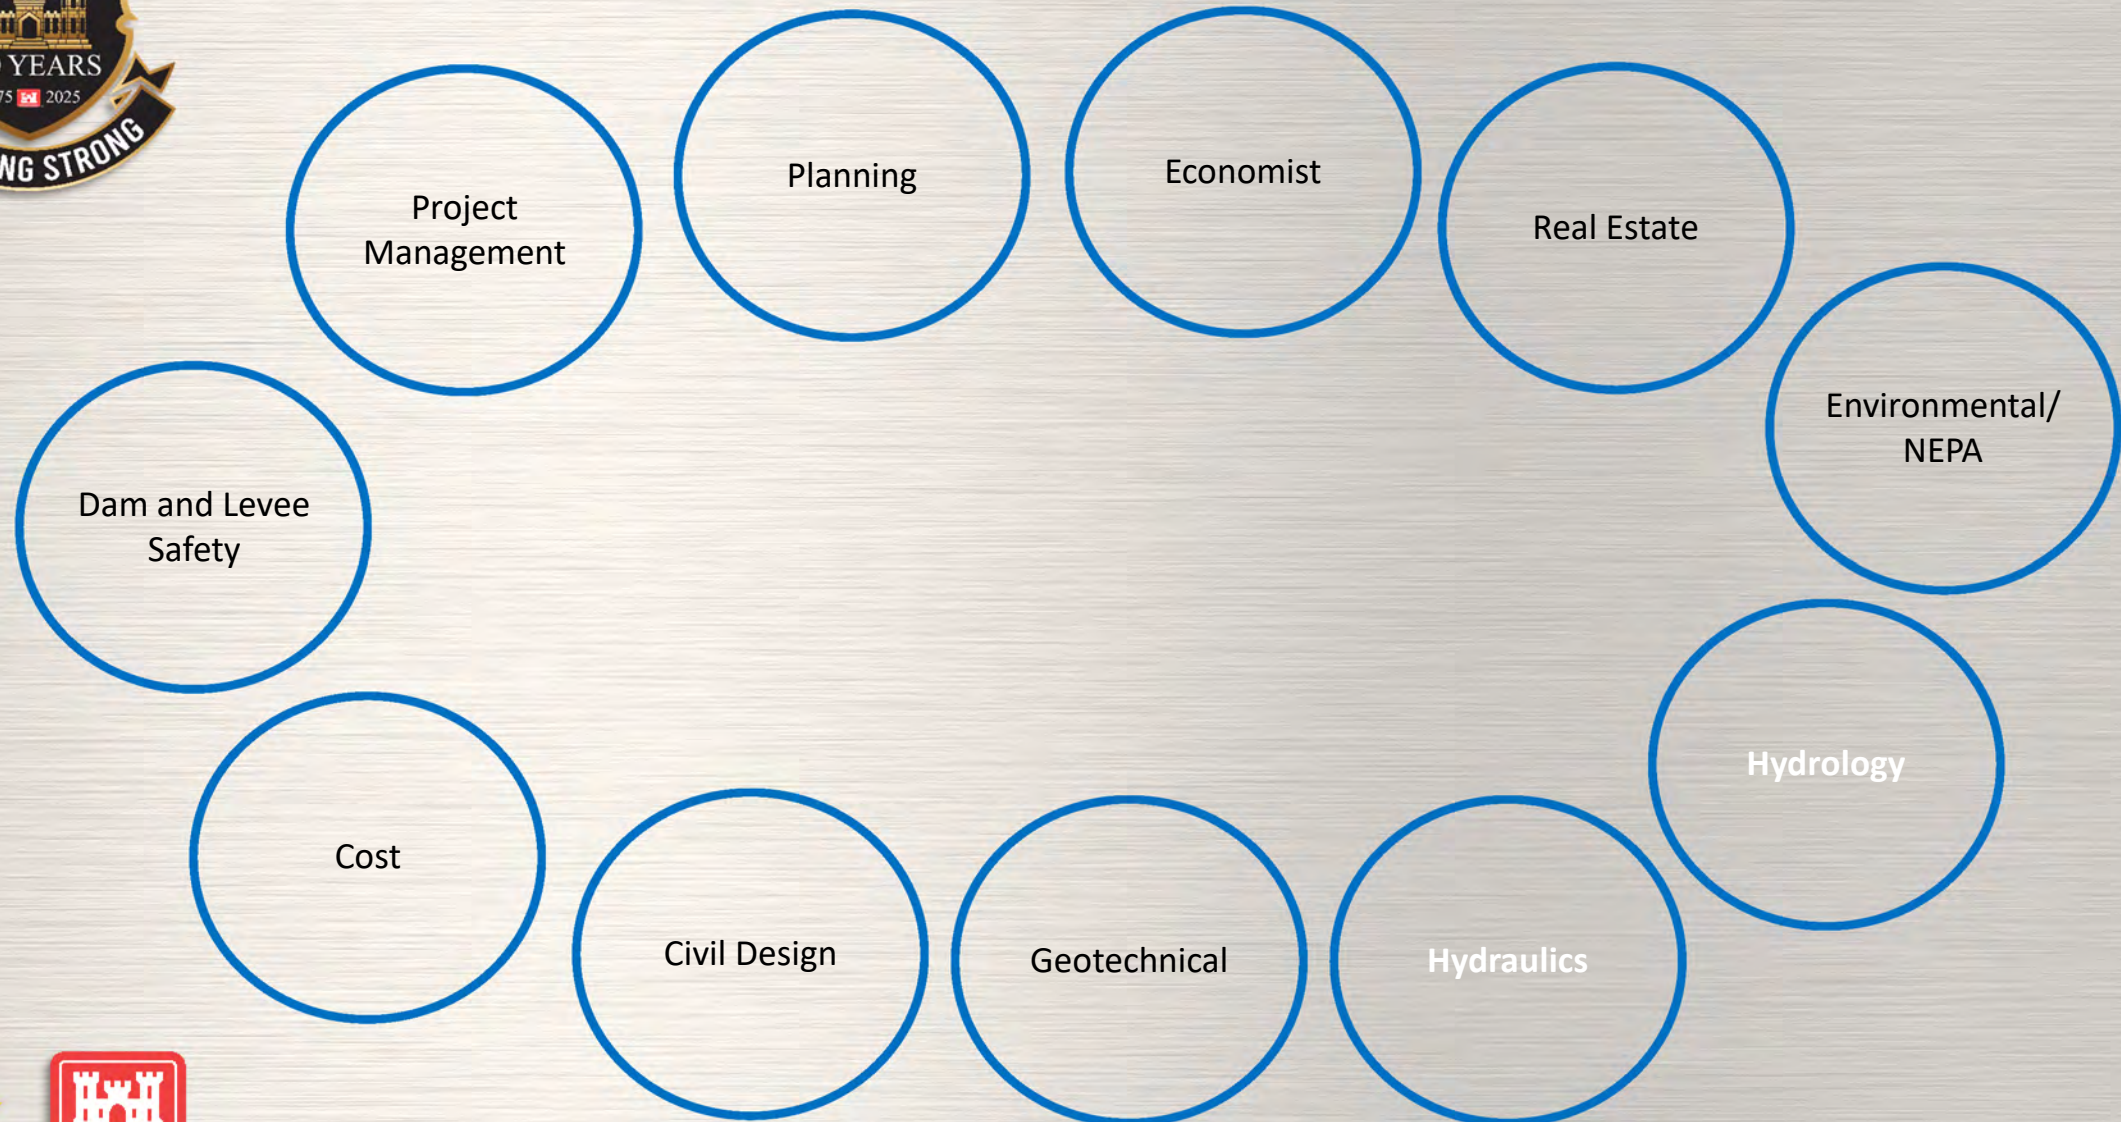 YEARS
2025
STRONG
Planning
Economist
Project
Management
Real Estate
Environmental/
NEPA
Dam and Levee
Safety
Hydrology
Cost
Civil Design
Geotechnical
Hydraulics